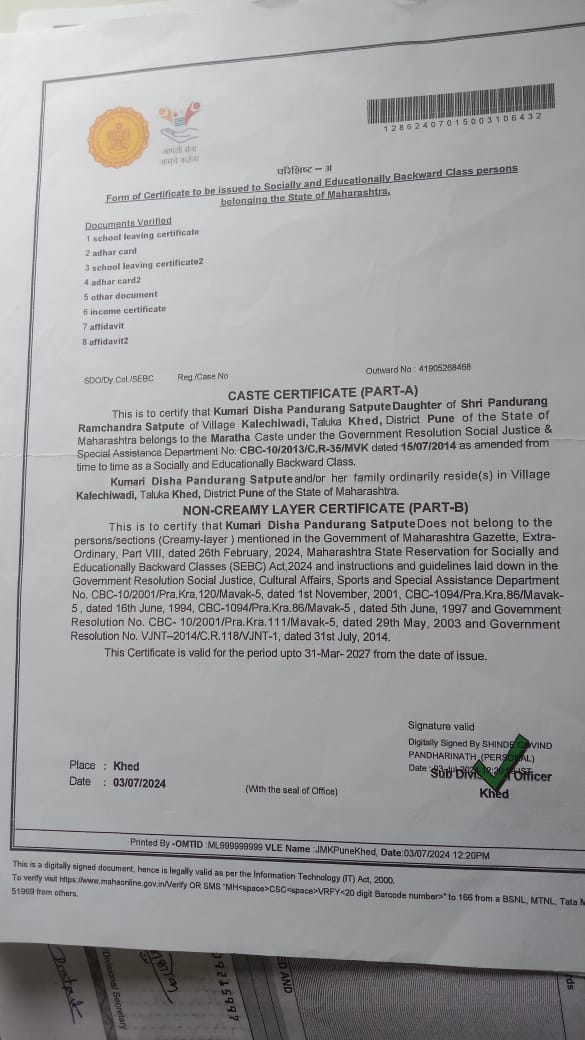 आपली सेवा
आमचे कर्तव्य
12862407015003106432
परिशिष्ट – अ
Form of Certificate to be issued to Socially and Educationally Backward Class persons
belonging the State of Maharashtra.
Documents Verified
1 school leaving certificate
2 adhar card
3 school leaving certificate2
4 adhar card2
5 othar document
6 income certificate
7 affidavit
8 affidavit2
SDO/Dy.Col./SEBC Reg./Case No Outward No : 41905268468
CASTE CERTIFICATE (PART-A)
This is to certify that Kumari Disha Pandurang Satpute Daughter of Shri Pandurang
Ramchandra Satpute of Village Kalechiwadi, Taluka Khed, District Pune of the State of
Maharashtra belongs to the Maratha Caste under the Government Resolution Social Justice &
Special Assistance Department No. CBC-10/2013/C.R-35/MVK dated 15/07/2014 as amended from
time to time as a Socially and Educationally Backward Class.
Kumari Disha Pandurang Satpute and/or her family ordinarily reside(s) in Village
Kalechiwadi, Taluka Khed, District Pune of the State of Maharashtra.
NON-CREAMY LAYER CERTIFICATE (PART-B)
This is to certify that Kumari Disha Pandurang Satpute Does not belong to the
persons/sections (Creamy-layer ) mentioned in the Government of Maharashtra Gazette, Extra-
Ordinary, Part VIII, dated 26th February, 2024, Maharashtra State Reservation for Socially and
Educationally Backward Classes (SEBC) Act,2024 and instructions and guidelines laid down in the
Government Resolution Social Justice, Cultural Affairs, Sports and Special Assistance Department
No. CBC-10/2001/Pra.Kra,120/Mavak-5, dated 1st November, 2001, CBC-1094/Pra.Kra.86/Mavak-
5 , dated 16th June, 1994, CBC-1094/Pra.Kra.86/Mavak-5 , dated 5th June, 1997 and Government
Resolution No. CBC- 10/2001/Pra.Kra.111/Mavak-5, dated 29th May, 2003 and Government
Resolution No. VJNT–2014/C.R.118/VJNT-1, dated 31st July, 2014.
This Certificate is valid for the period upto 31-Mar- 2027 from the date of issue.
Signature valid
Digitally Signed By SHINDE GOVIND
PANDHARINATH (PERSONAL)
Date :
Officer
Khed
Place : Khed
Date : 03/07/2024
(With the seal of Office)
Printed By -OMTID :ML999999999 VLE Name :JMKPuneKhed, Date:03/07/2024 12:20PM
This is a digitally signed document, hence is legally valid as per the Information Technology (IT) Act, 2000.
To verify visit https://www.mahaonline.gov.in/Verify OR SMS "MH<space>CSC<space>VRFY<20 digit Barcode number>" to 166 from a BSNL, MTNL, Tata
51969 from others.
Divisional Secretary
ED AND
ds